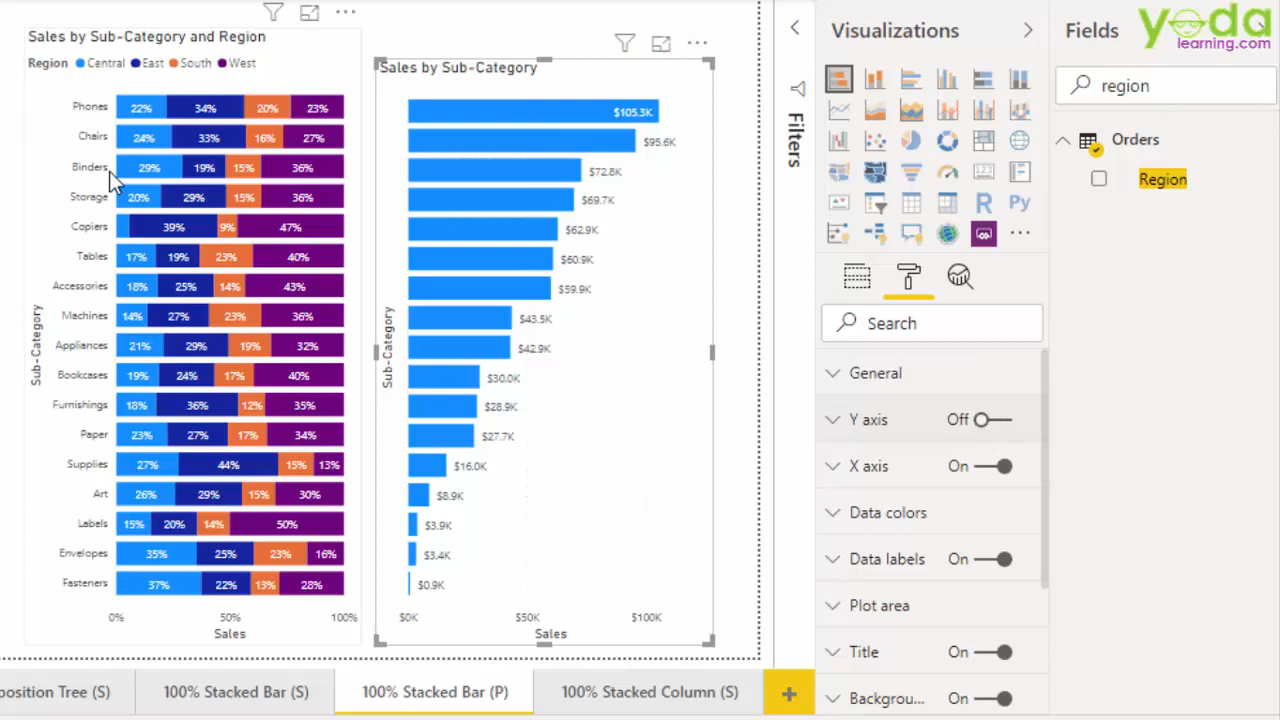 Sales by Sub-Category and Region
Region Central East South West
Phones 22% 34% 20% 23%
Chairs 24% 33% 16% 27%
Binders 29% 19% 15% 36%
Storage 20% 29% 15% 36%
Copiers 39% 9% 47%
Tables 17% 19% 23% 40%
Accessories 18% 25% 14% 43%
Machines 14% 27% 23% 36%
Appliances 21% 29% 19% 32%
Bookcases 19% 24% 17% 40%
Furnishings 18% 36% 12% 35%
Paper 23% 27% 17% 34%
Supplies 27% 44% 15% 13%
Art 26% 29% 15% 30%
Labels 15% 20% 14% 50%
Envelopes 35% 25% 23% 16%
Fasteners 37% 22% 13% 28%
Sub-Category
0% 50% 100%
Sales
Sales by Sub-Category
$105.3K
$95.6K
$72.8K
$69.7K
$62.9K
$60.9K
$59.9K
$43.5K
$42.9K
$30.0K
$28.9K
$27.7K
$16.0K
$8.9K
$3.9K
$3.4K
$0.9K
Sub-Category
$0K $50K $100K
Sales
Filters
Visualizations
R Py
Search
General
Y axis Off
X axis On
Data colors
Data labels On
Plot area
Title On
Backgrou... On
Fields
yoda
learning.com
region
Orders
Region
position Tree (S)
100% Stacked Bar (S)
100% Stacked Bar (P)
100% Stacked Column (S)